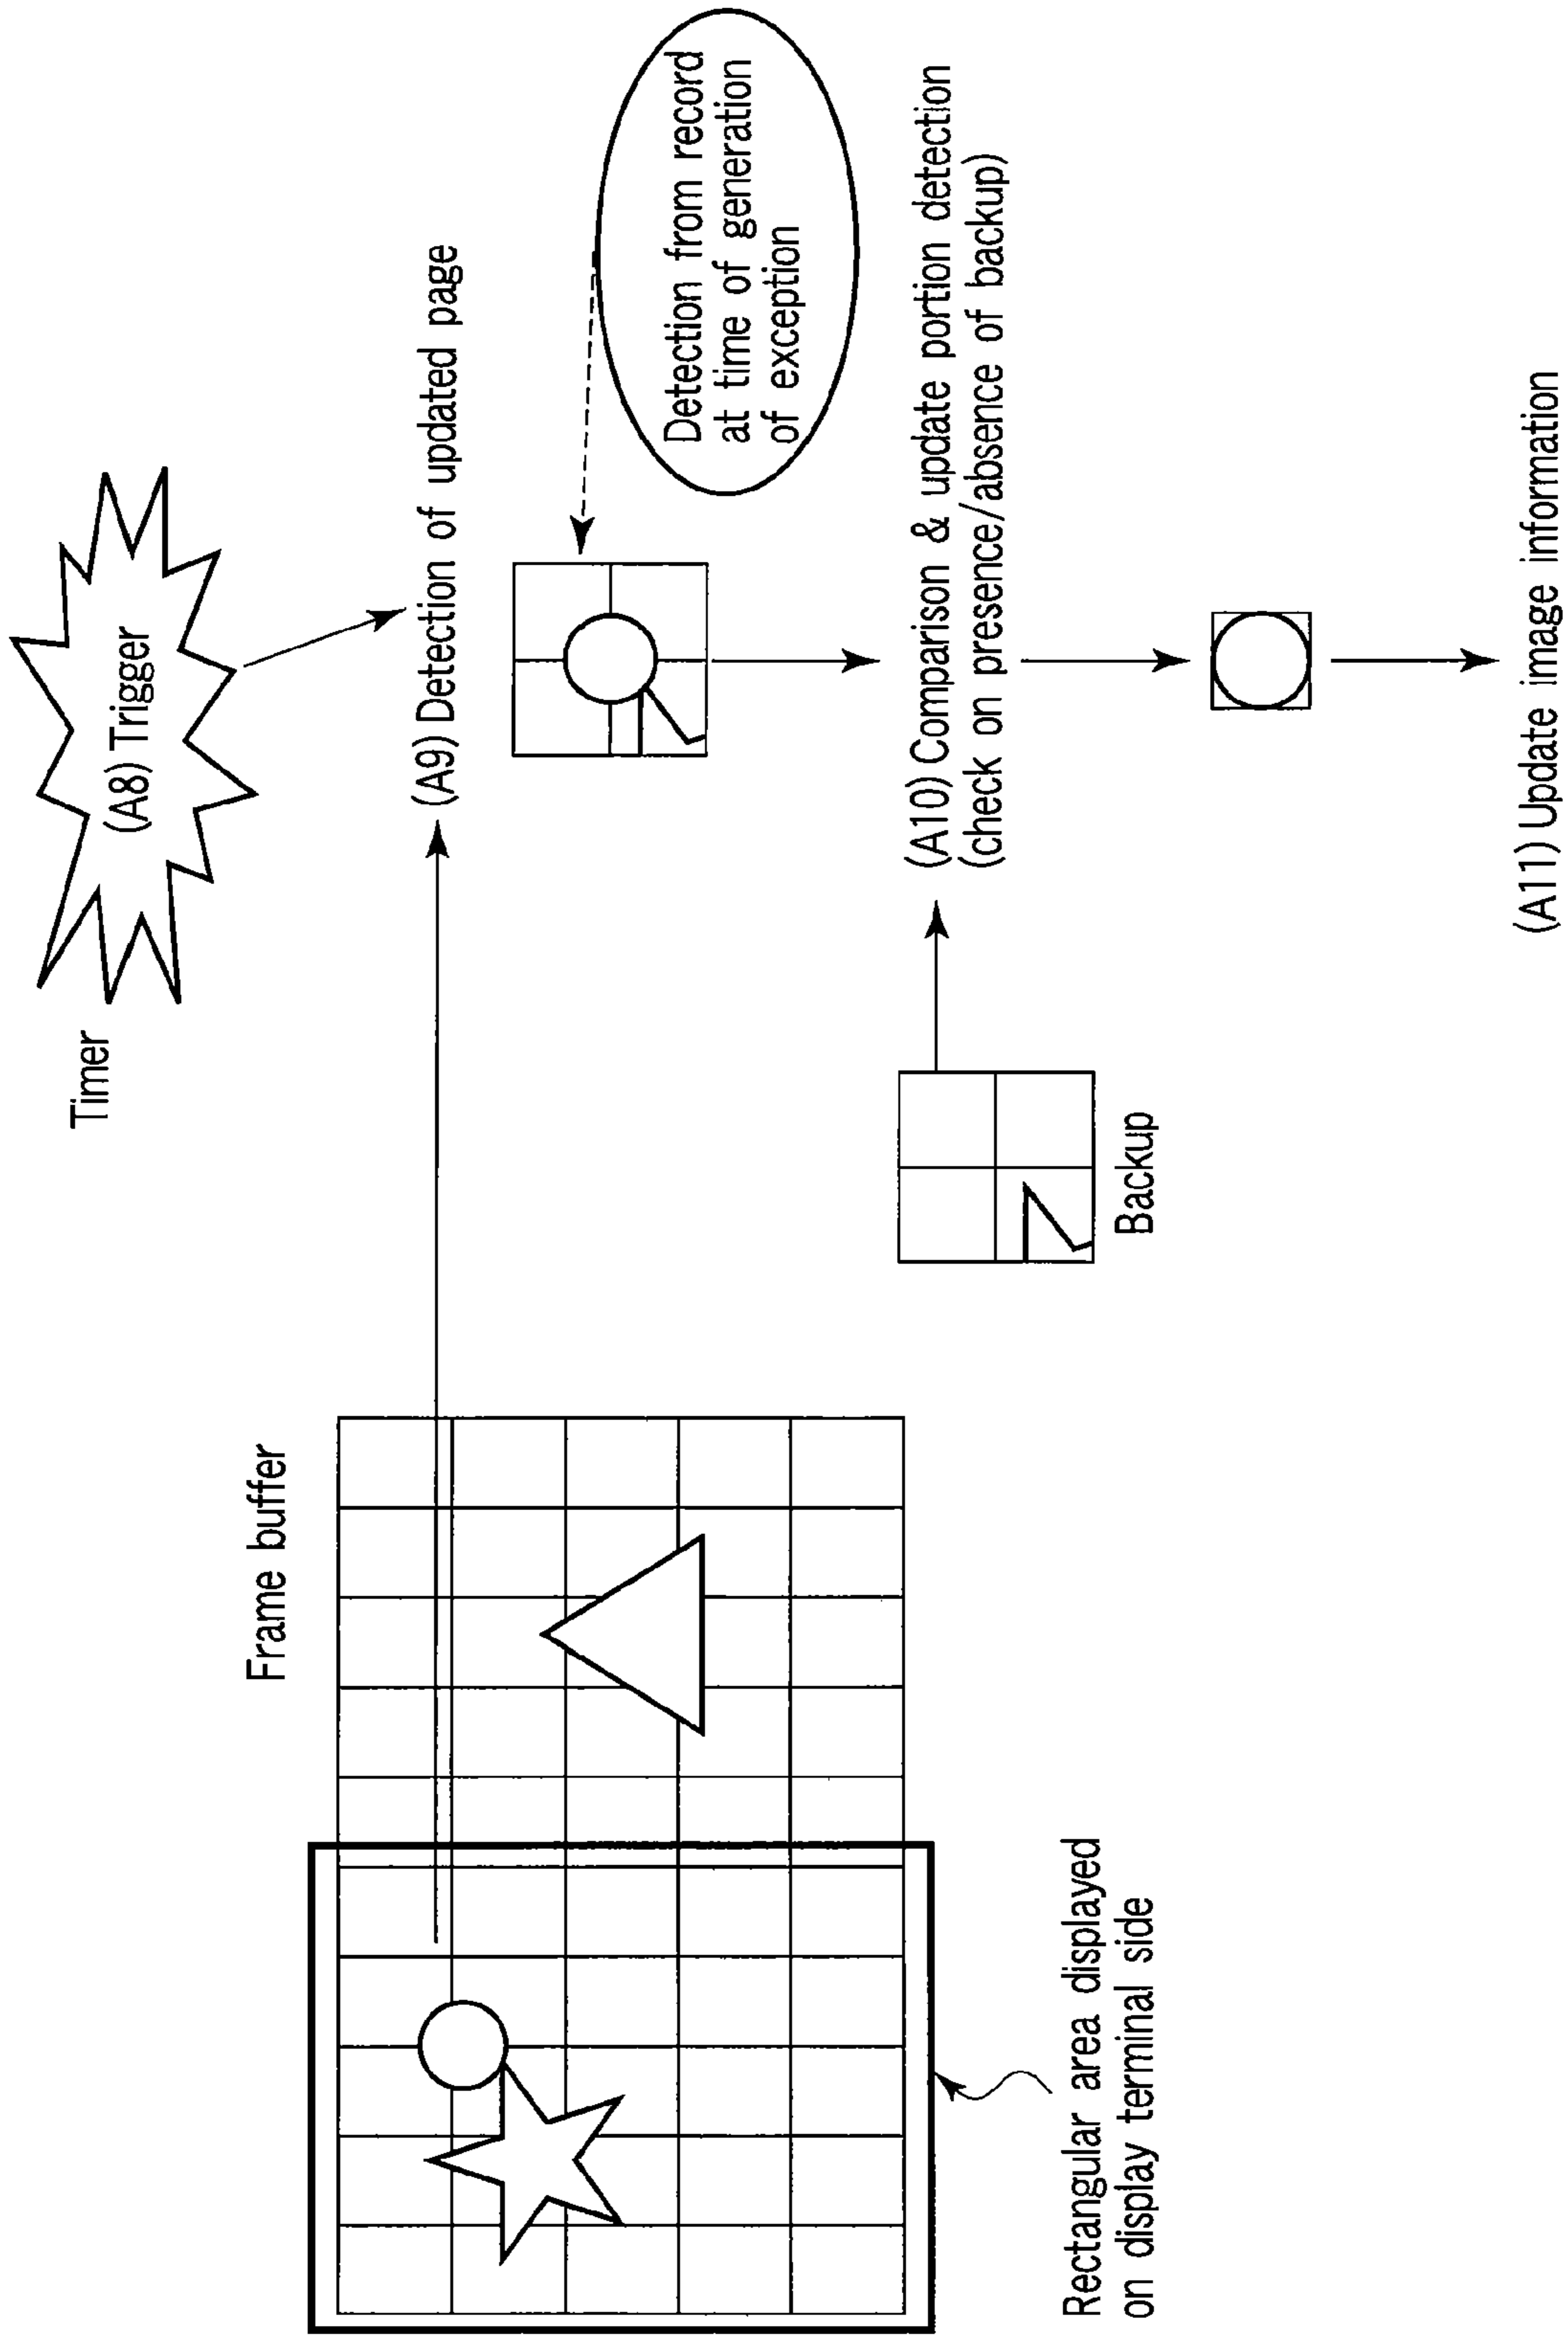 Timer
(A8) Trigger
Frame buffer
(A9) Detection of updated page
Detection from record
at time of generation
of exception
(A10) Comparison & update portion detection
(check on presence/absence of backup)
Backup
Rectangular area displayed
on display terminal side
(A11) Update image information